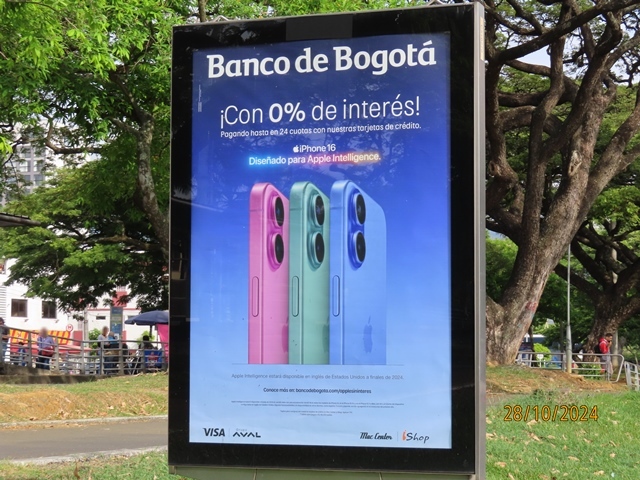 Banco de Bogotá
¡Con 0% de interés!
Pagando hasta en 24 cuotas con nuestras tarjetas de crédito.
iPhone 16
Diseñado para Apple Intelligence.
Apple Intelligence estará disponible en inglés de Estados Unidos a finales de 2024
Conoce más en: bancodebogota.com/applesininteres
VISA AVAL Mac Center iShop
28/10/2024